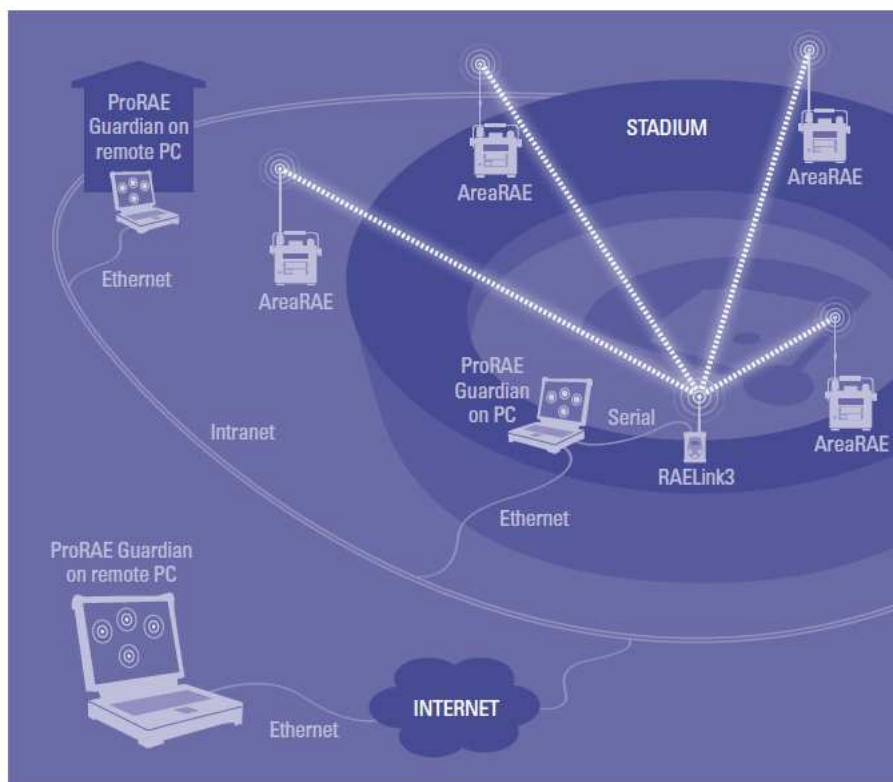 ProRAE
Guardian on
remote PC
Ethernet
AreaRAE
AreaRAE
STADIUM
AreaRAE
AreaRAE
ProRAE
Guardian
on PC
Serial
RAELink3
Ethernet
Intranet
ProRAE Guardian
on remote PC
Ethernet
INTERNET